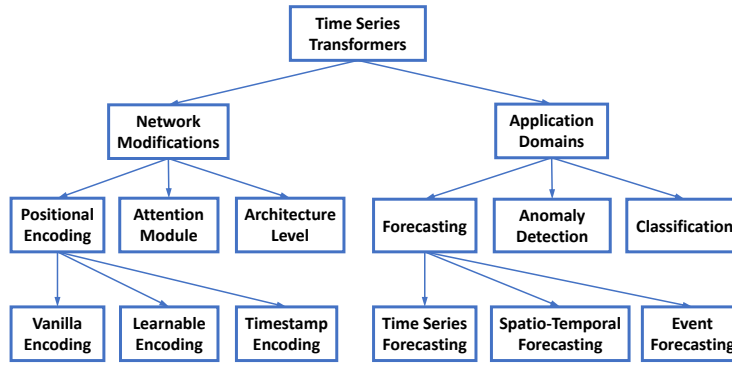 Time Series
Transformers
Network
Modifications
Application
Domains
Positional
Encoding
Attention
Module
Architecture
Level
Forecasting
Anomaly
Detection
Classification
Vanilla
Encoding
Learnable
Encoding
Timestamp
Encoding
Time Series
Forecasting
Spatio-Temporal
Forecasting
Event
Forecasting